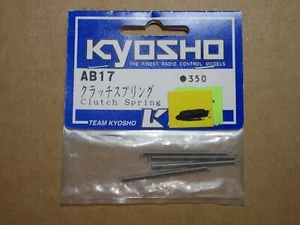 KYOSHO
THE FINEST RADIO CONTROL MODELS
AB17
●350
クラッチスプリング
Clutch Spring
TEAM KYOSHO
K